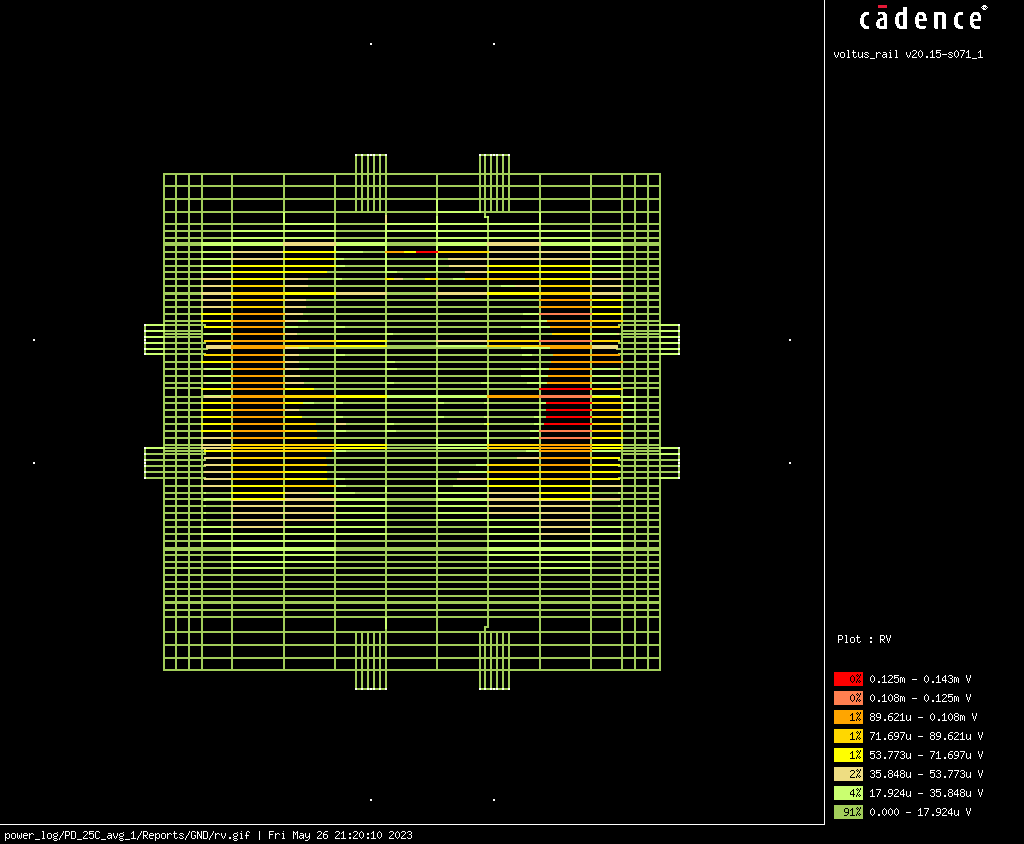 cādence®
voltus_rail v20.15-s071_1
Plot : RV
0% 0.125m - 0.143m V
0% 0.108m - 0.125m V
1% 89.621u - 0.108m V
1% 71.697u - 89.621u V
1% 53.773u - 71.697u V
2% 35.848u - 53.773u V
4% 17.924u - 35.848u V
91% 0.000 - 17.924u V
power_log/PD_25C_avg_1/Reports/GND/rv.gif | Fri May 26 21:20:10 2023